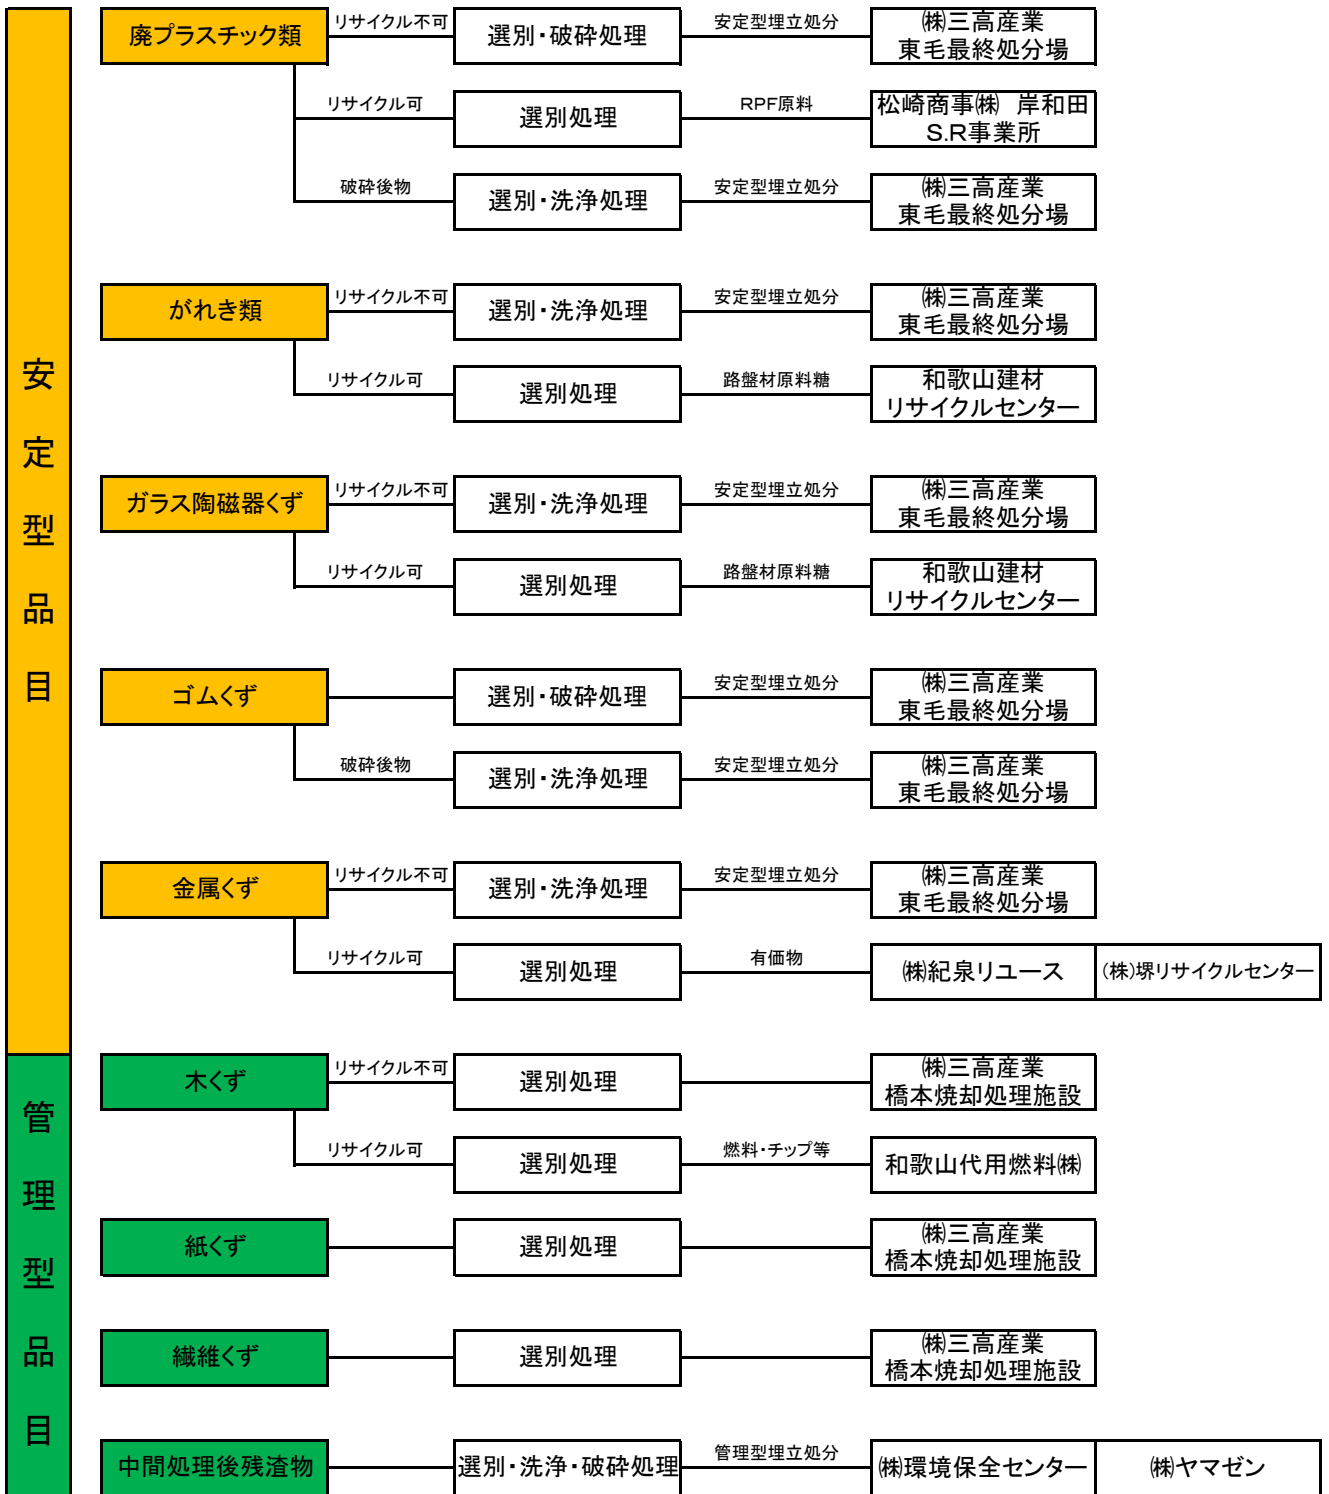 安定型品目
廃プラスチック類
リサイクル不可
選別・破砕処理
安定型埋立処分
㈱三高産業
東毛最終処分場
リサイクル可
選別処理
RPF原料
松崎商事㈱　岸和田
S.R事業所
破砕後物
選別・洗浄処理
安定型埋立処分
㈱三高産業
東毛最終処分場
がれき類
リサイクル不可
選別・洗浄処理
安定型埋立処分
㈱三高産業
東毛最終処分場
リサイクル可
選別処理
路盤材原料糖
和歌山建材
リサイクルセンター
ガラス陶磁器くず
リサイクル不可
選別・洗浄処理
安定型埋立処分
㈱三高産業
東毛最終処分場
リサイクル可
選別処理
路盤材原料糖
和歌山建材
リサイクルセンター
ゴムくず
選別・破砕処理
安定型埋立処分
㈱三高産業
東毛最終処分場
破砕後物
選別・洗浄処理
安定型埋立処分
㈱三高産業
東毛最終処分場
金属くず
リサイクル不可
選別・洗浄処理
安定型埋立処分
㈱三高産業
東毛最終処分場
リサイクル可
選別処理
有価物
㈱紀泉リユース
(株)堺リサイクルセンター
管理型品目
木くず
リサイクル不可
選別処理
㈱三高産業
橋本焼却処理施設
リサイクル可
選別処理
燃料・チップ等
和歌山代用燃料㈱
紙くず
選別処理
㈱三高産業
橋本焼却処理施設
繊維くず
選別処理
㈱三高産業
橋本焼却処理施設
中間処理後残渣物
選別・洗浄・破砕処理
管理型埋立処分
㈱環境保全センター
㈱ヤマゼン